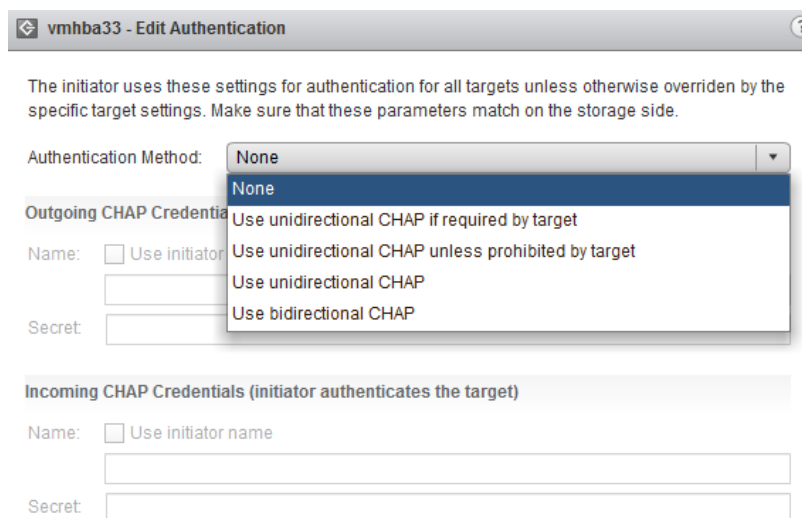 vmhba33 - Edit Authentication
The initiator uses these settings for authentication for all targets unless otherwise overriden by the
specific target settings. Make sure that these parameters match on the storage side.
Authentication Method: None
None
Use unidirectional CHAP if required by target
Use unidirectional CHAP unless prohibited by target
Use unidirectional CHAP
Use bidirectional CHAP
Outgoing CHAP
Name: Use initiator
Secret:
Incoming CHAP Credentials (initiator authenticates the target)
Name: Use initiator name
Secret: